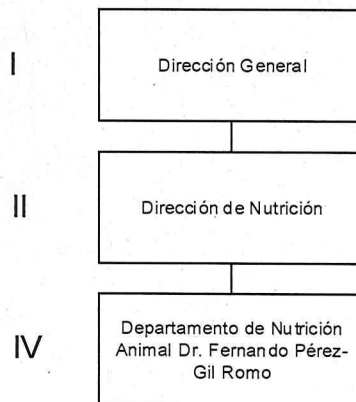 I
Dirección General
II
Dirección de Nutrición
IV
Departamento de Nutrición
Animal Dr. Fernando Pérez-
Gil Romo